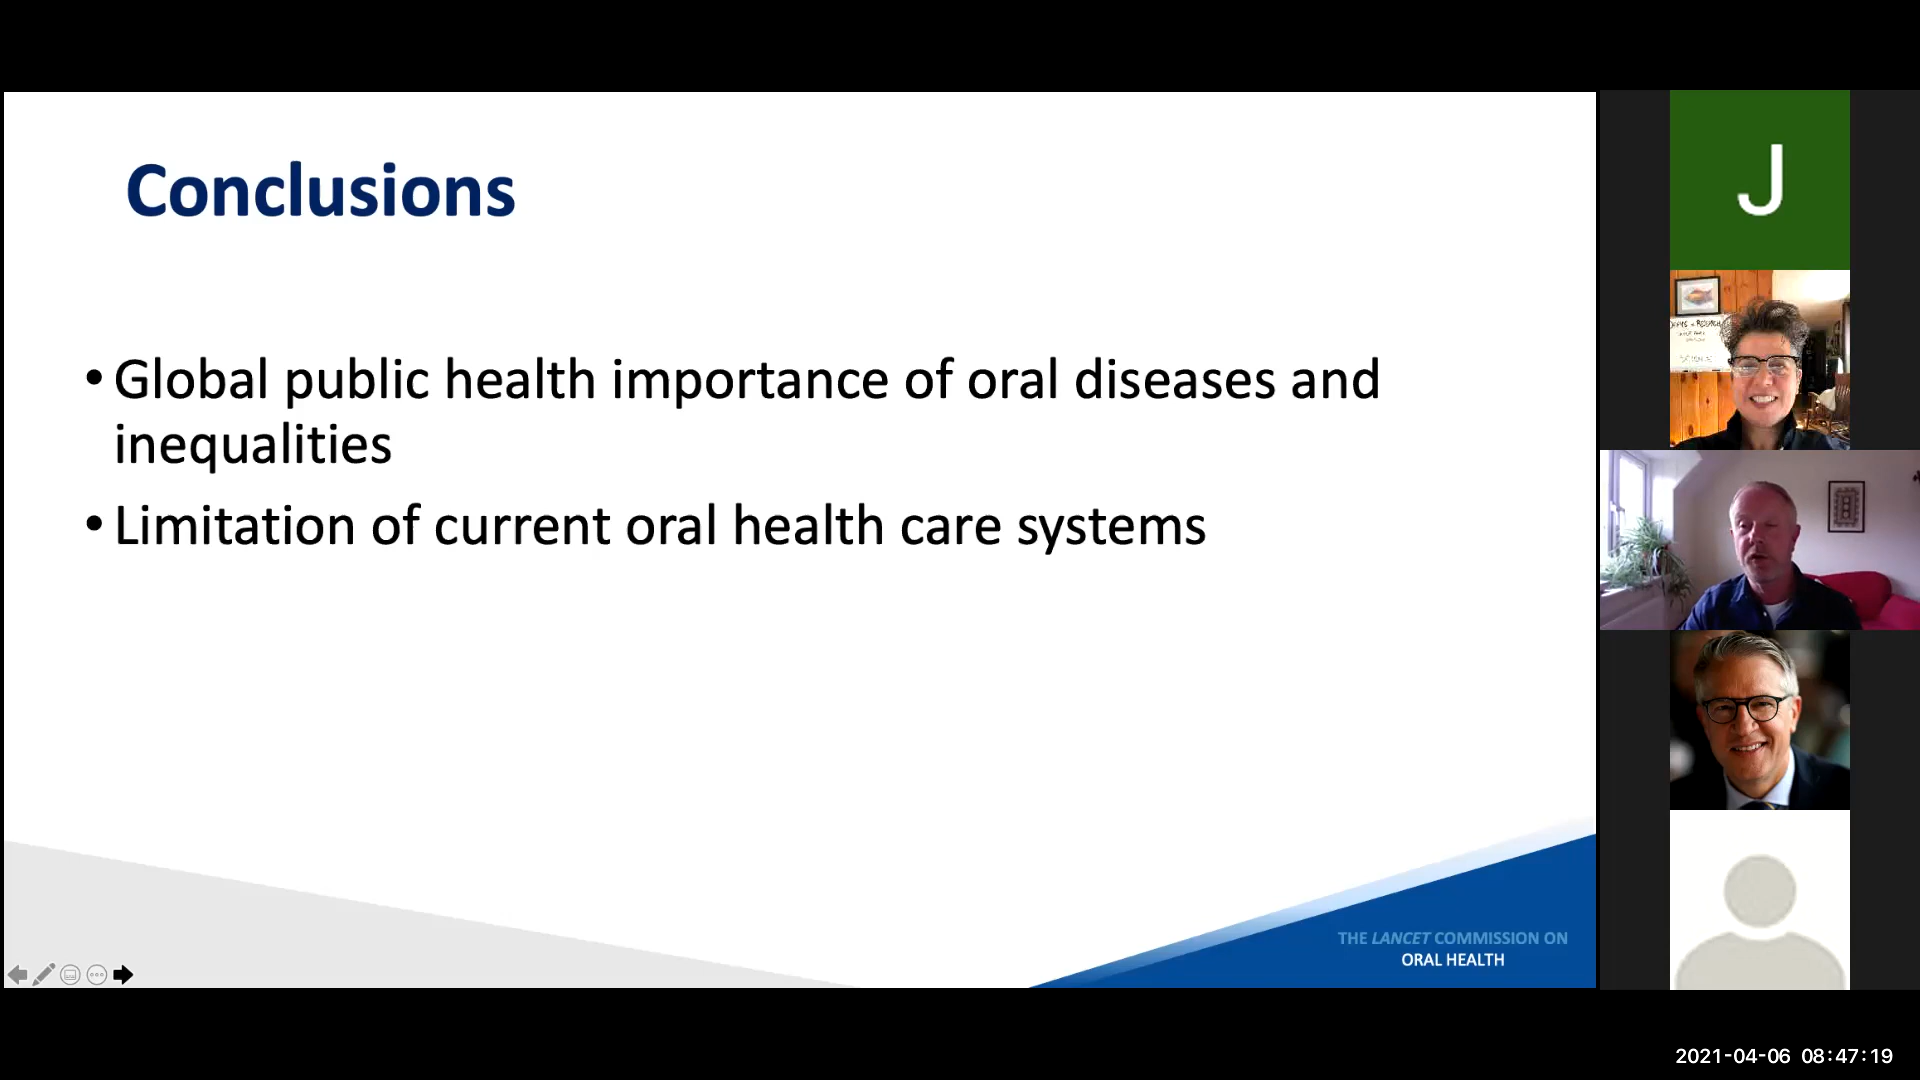 Conclusions
• Global public health importance of oral diseases and
inequalities
• Limitation of current oral health care systems
THE LANCET COMMISSION ON
ORAL HEALTH
J
2021-04-06 08:47:19